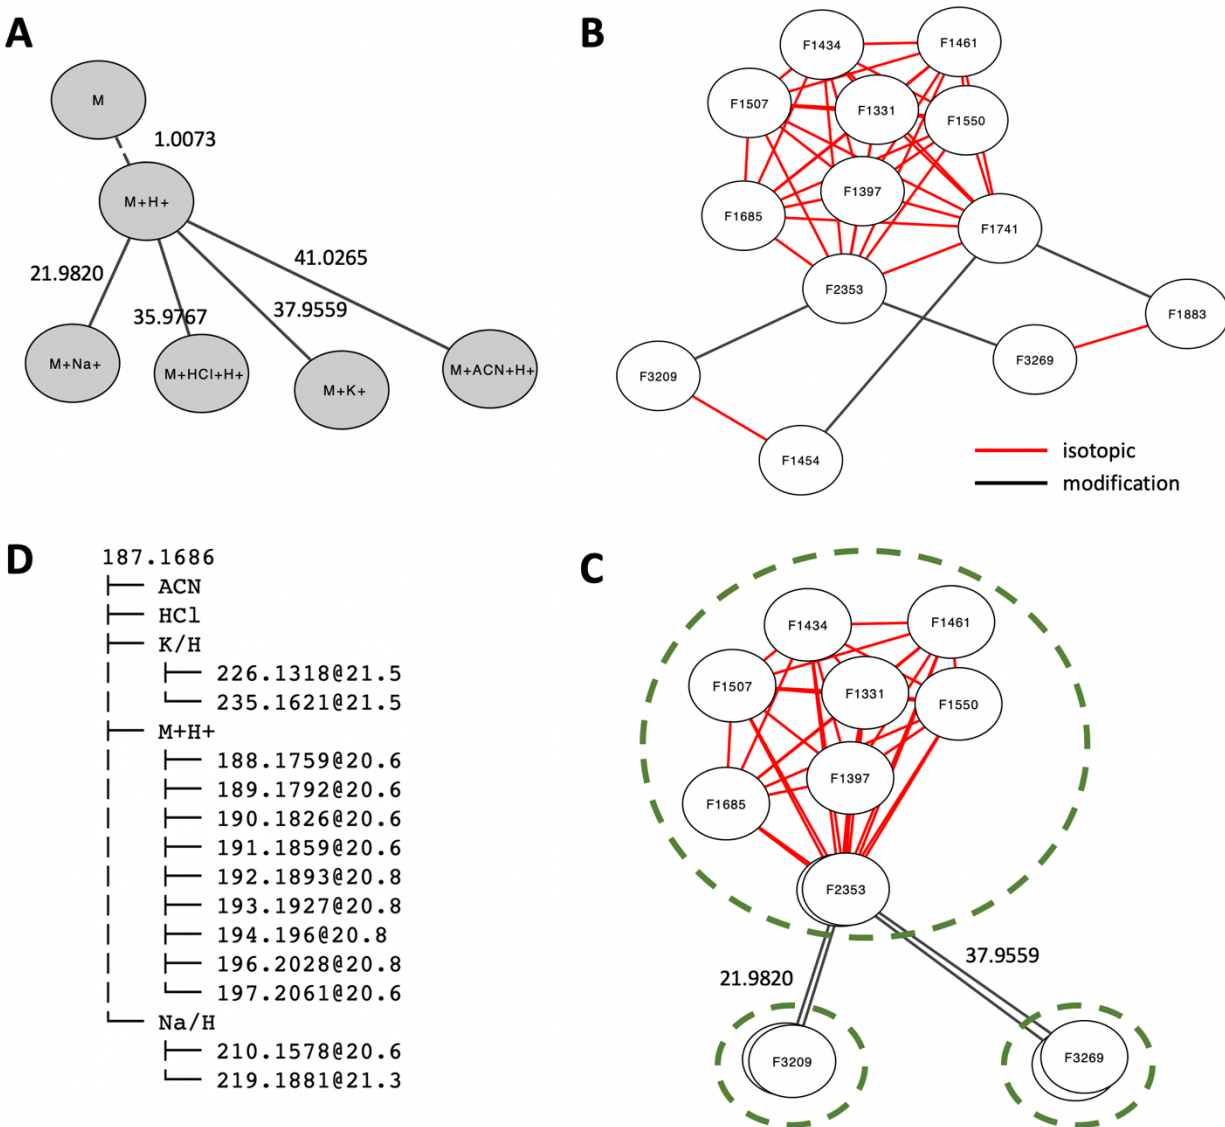 A
M
1.0073
M+H+
21.9820
35.9767
37.9559
41.0265
M+Na+
M+HCl+H+
M+K+
M+ACN+H+
B
F1434
F1461
F1507
F1331
F1550
F1397
F1685
F1741
F2353
F1883
F3269
F3209
F1454
isotopic
modification
D
187.1686
ACN
HCl
K/H
226.1318@21.5
235.1621@21.5
M+H+
188.1759@20.6
189.1792@20.6
190.1826@20.6
191.1859@20.6
192.1893@20.8
193.1927@20.8
194.196@20.8
196.2028@20.8
197.2061@20.6
Na/H
210.1578@20.6
219.1881@21.3
C
F1434
F1461
F1507
F1331
F1550
F1397
F1685
F2353
21.9820
37.9559
F3209
F3269